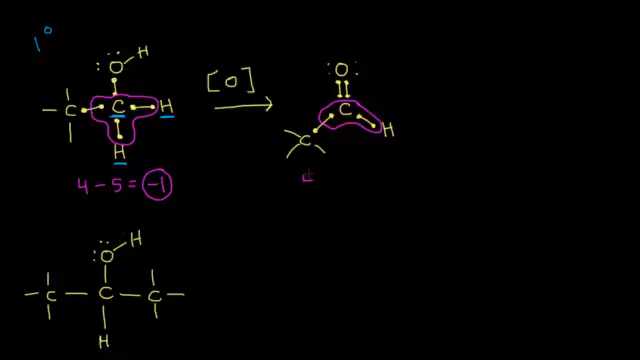 1°
:Ö-H
- C - C - H
H
4 - 5 = -1
[O]
:O:
C
C H
:Ö-H
- C - C - C -
H